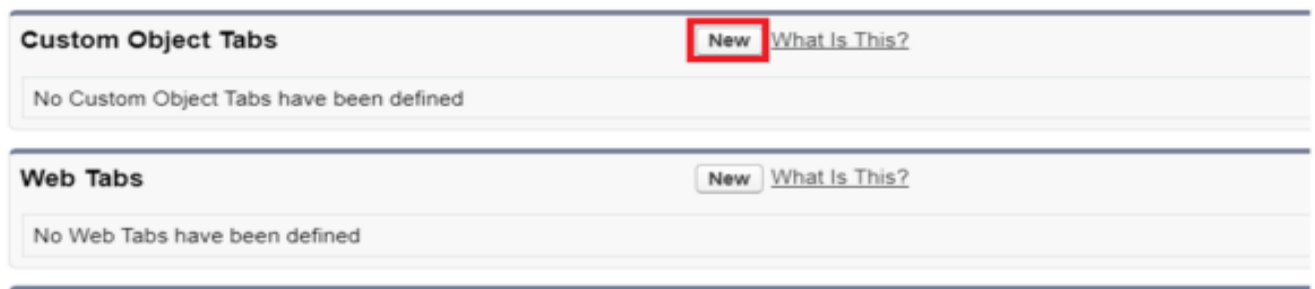 Custom Object Tabs New What Is This?
No Custom Object Tabs have been defined
Web Tabs New What Is This?
No Web Tabs have been defined